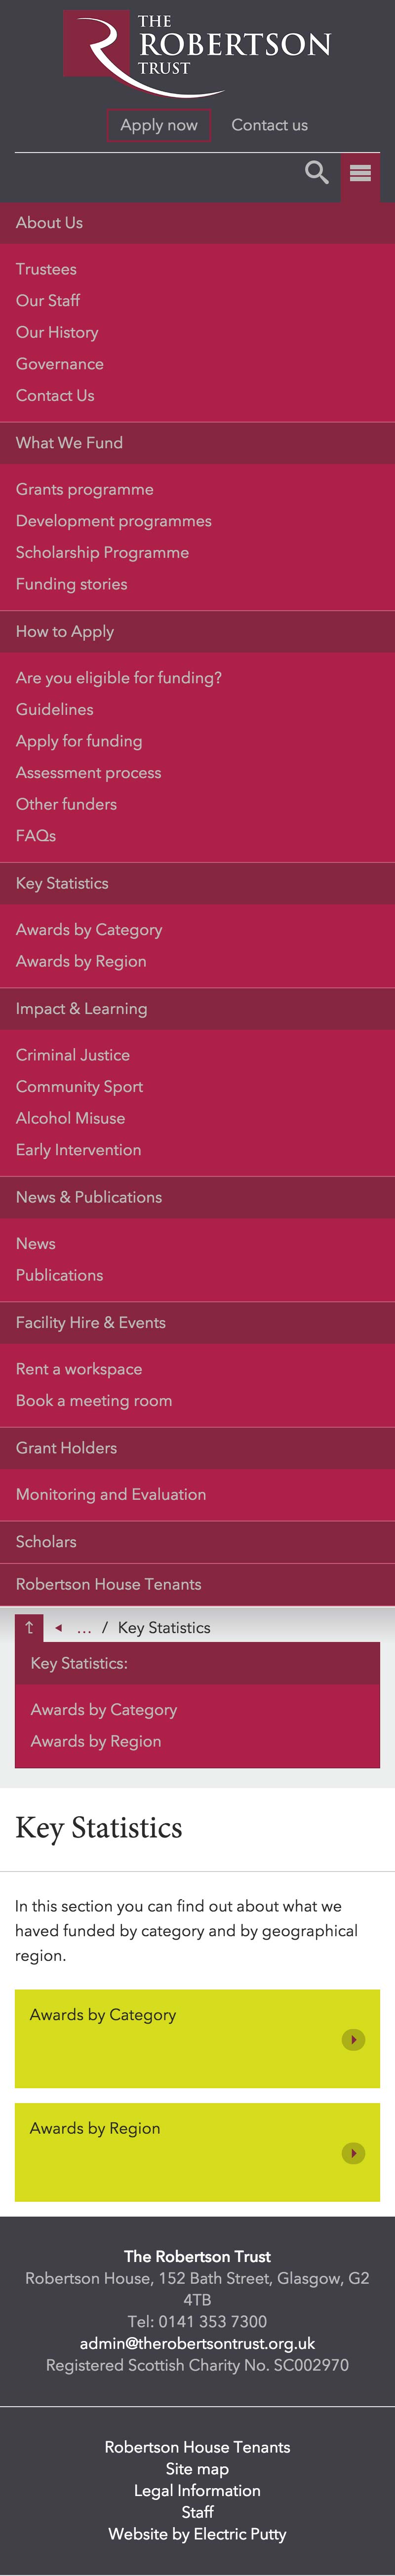 THE
ROBERTSON
TRUST
Apply now
Contact us
About Us
Trustees
Our Staff
Our History
Governance
Contact Us
What We Fund
Grants programme
Development programmes
Scholarship Programme
Funding stories
How to Apply
Are you eligible for funding?
Guidelines
Apply for funding
Assessment process
Other funders
FAQs
Key Statistics
Awards by Category
Awards by Region
Impact & Learning
Criminal Justice
Community Sport
Alcohol Misuse
Early Intervention
News & Publications
News
Publications
Facility Hire & Events
Rent a workspace
Book a meeting room
Grant Holders
Monitoring and Evaluation
Scholars
Robertson House Tenants
... / Key Statistics
Key Statistics:
Awards by Category
Awards by Region
Key Statistics
In this section you can find out about what we
haved funded by category and by geographical
region.
Awards by Category
Awards by Region
The Robertson Trust
Robertson House, 152 Bath Street, Glasgow, G2
4TB
Tel: 0141 353 7300
admin@therobertsontrust.org.uk
Registered Scottish Charity No. SC002970
Robertson House Tenants
Site map
Legal Information
Staff
Website by Electric Putty